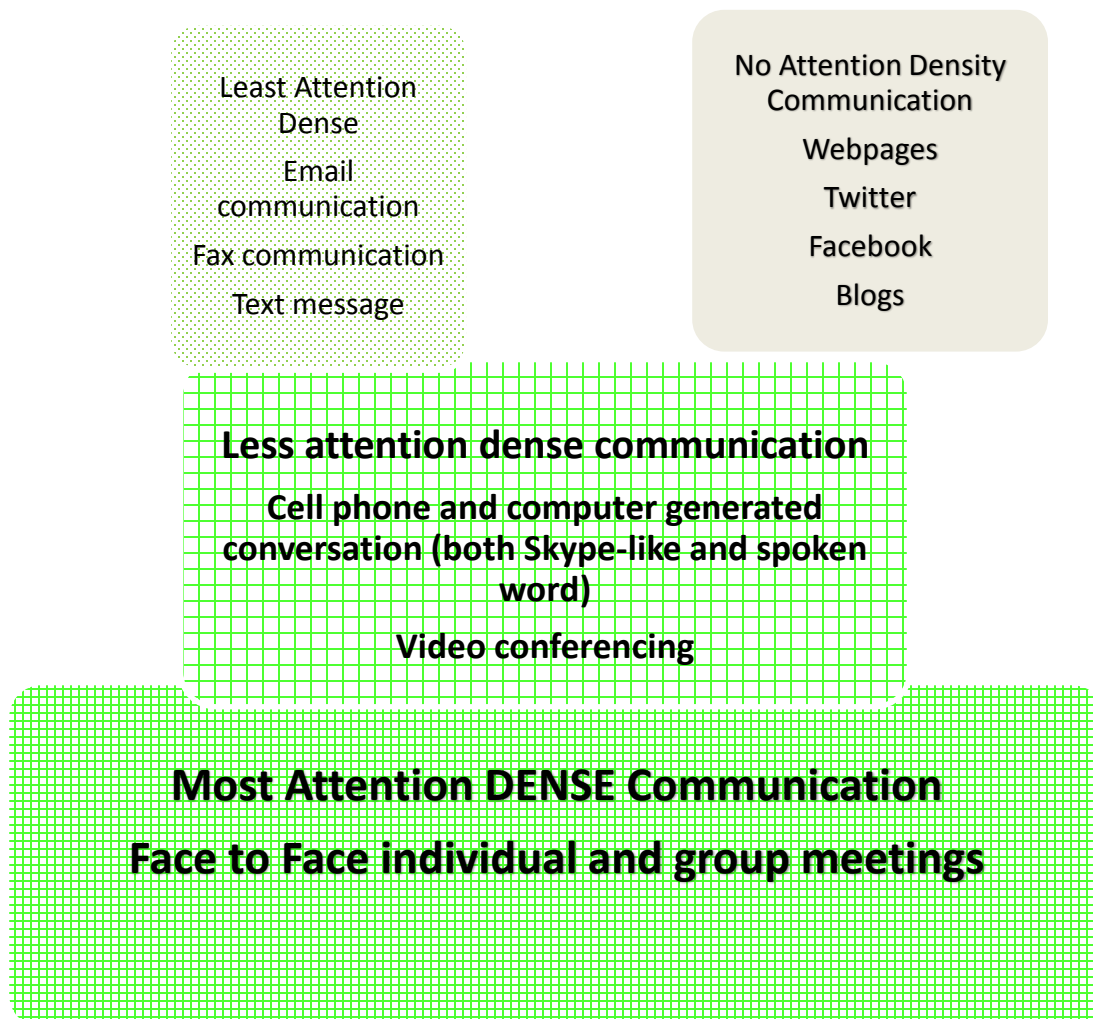 Least Attention
Dense
Email
communication
Fax communication
Text message
No Attention Density
Communication
Webpages
Twitter
Facebook
Blogs
Less attention dense communication
Cell phone and computer generated
conversation (both Skype-like and spoken
word)
Video conferencing
Most Attention DENSE Communication
Face to Face individual and group meetings